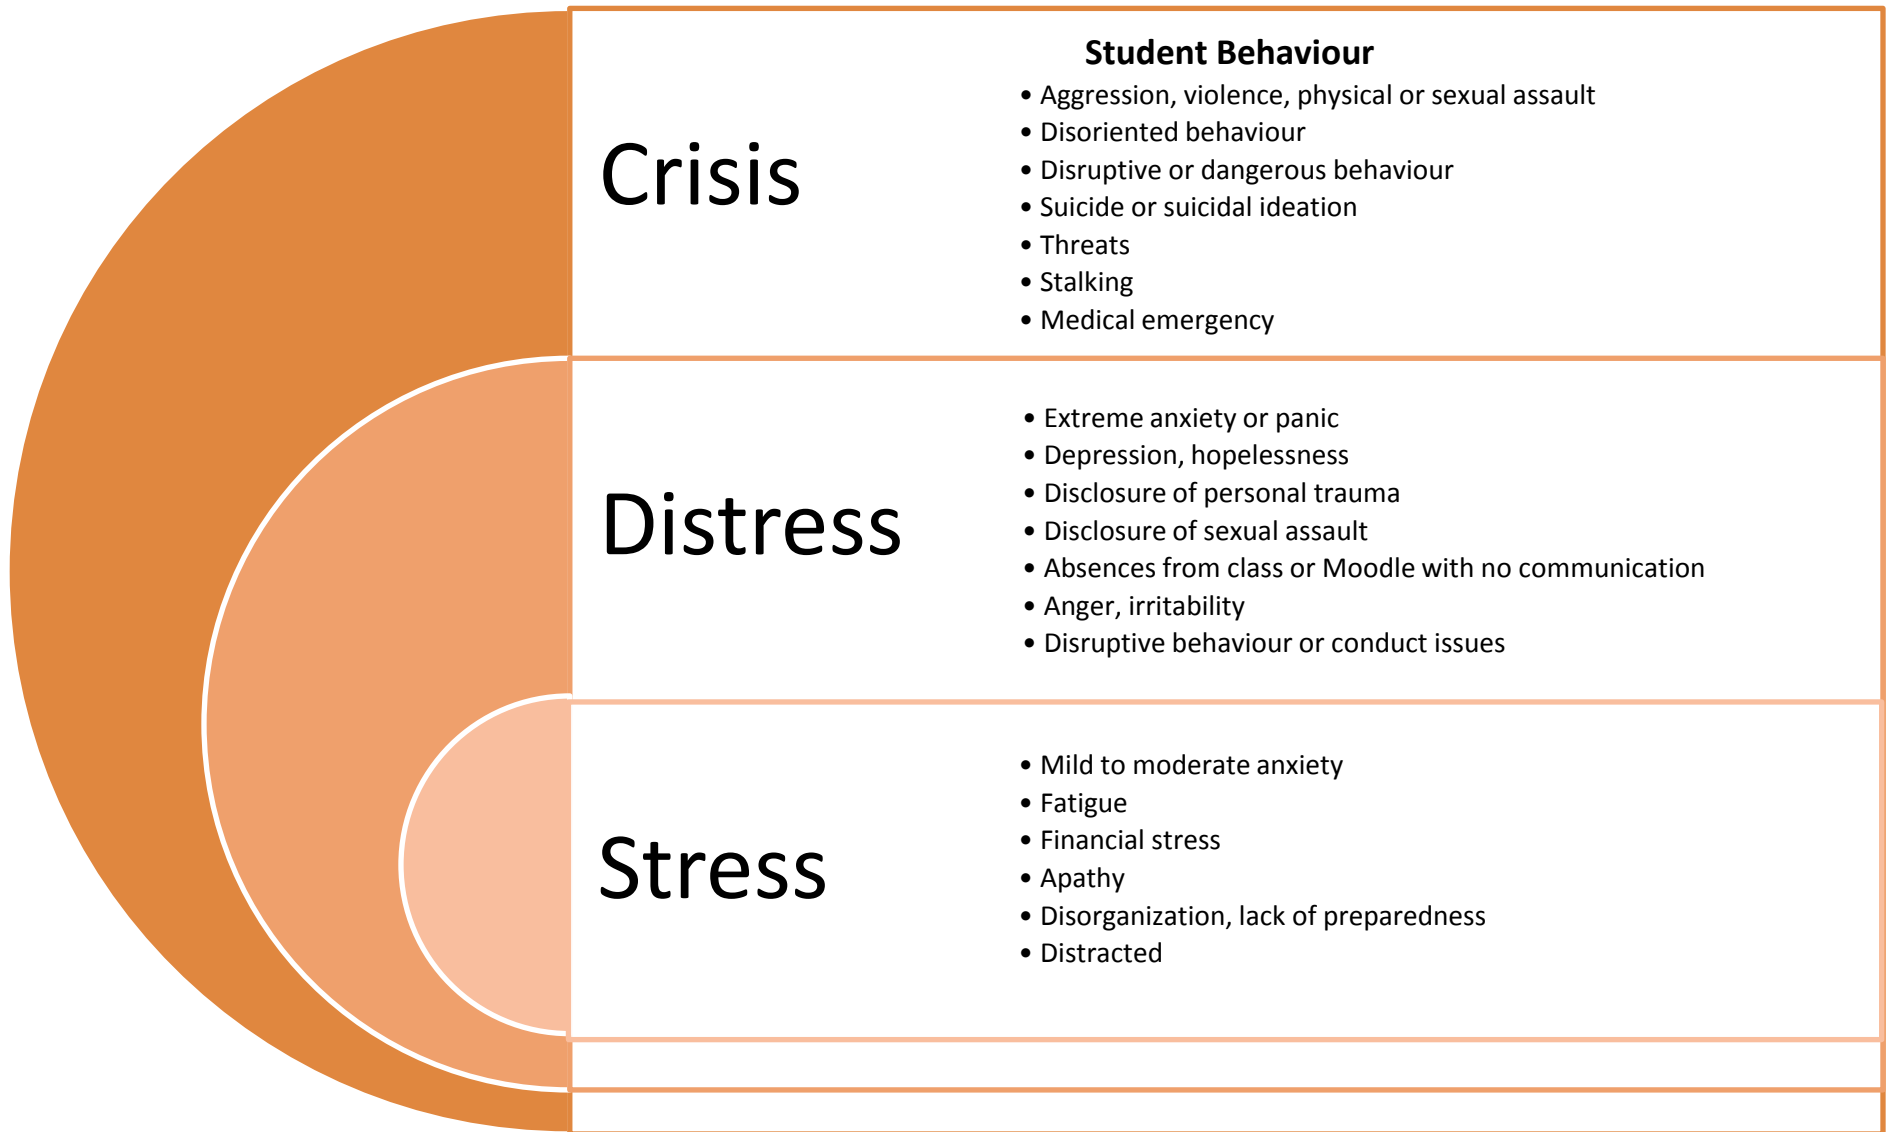 Student Behaviour
Crisis
• Aggression, violence, physical or sexual assault
• Disoriented behaviour
• Disruptive or dangerous behaviour
• Suicide or suicidal ideation
• Threats
• Stalking
• Medical emergency
Distress
• Extreme anxiety or panic
• Depression, hopelessness
• Disclosure of personal trauma
• Disclosure of sexual assault
• Absences from class or Moodle with no communication
• Anger, irritability
• Disruptive behaviour or conduct issues
Stress
• Mild to moderate anxiety
• Fatigue
• Financial stress
• Apathy
• Disorganization, lack of preparedness
• Distracted